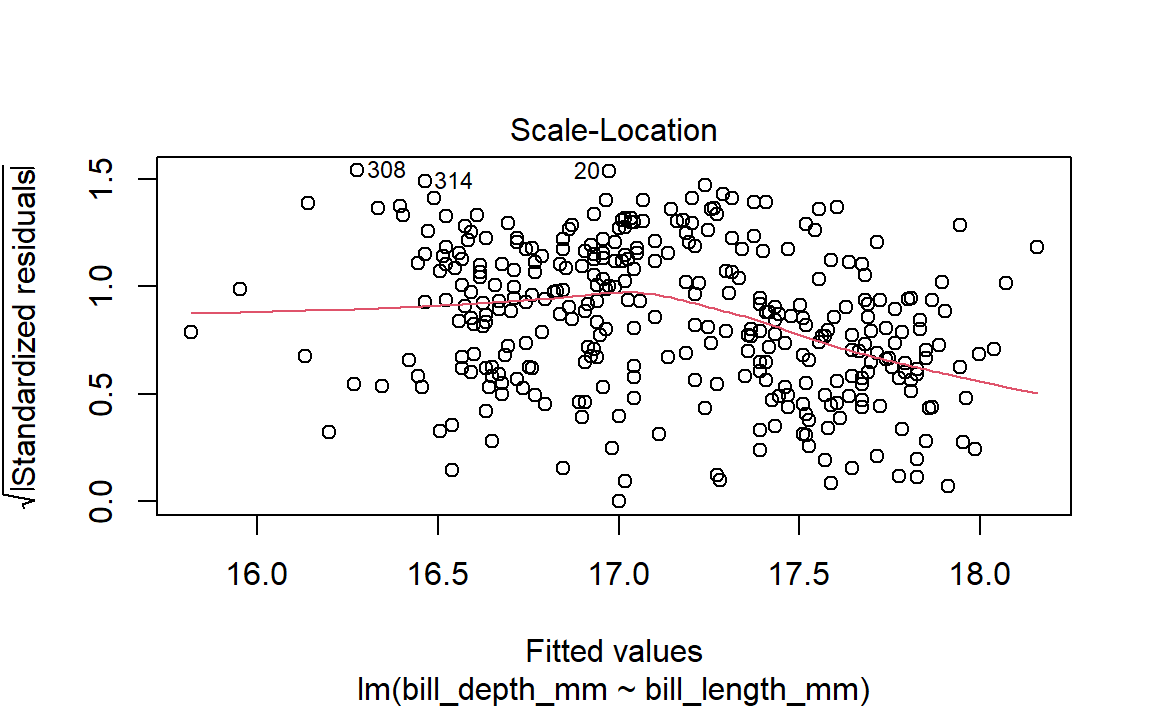 Scale-Location
√|Standardized residuals|
1.5
1.0
0.5
0.0
308
314
20
16.0 16.5 17.0 17.5 18.0
Fitted values
lm(bill_depth_mm ~ bill_length_mm)